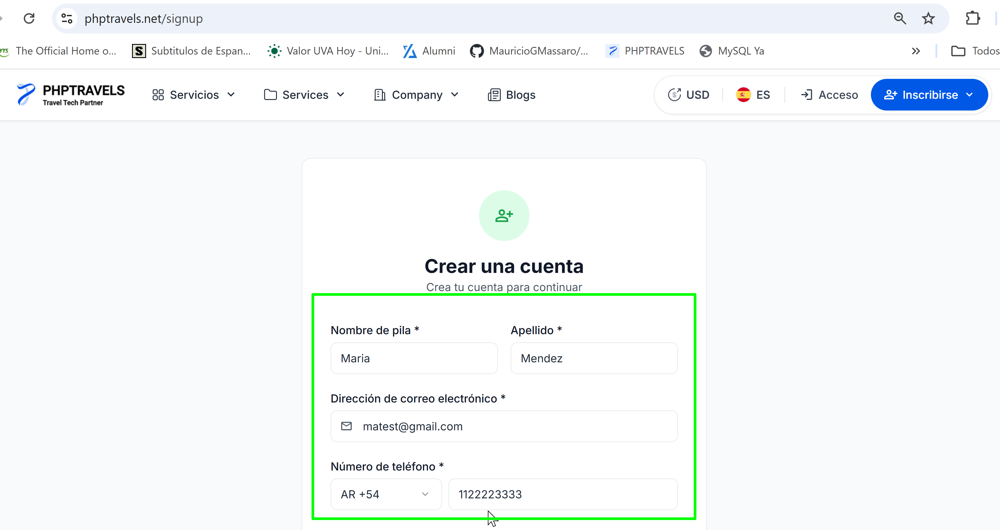 phptravels.net/signup
YTS The Official Home o... S Subtitulos de Espan... Valor UVA Hoy - Uni... Alumni MauricioGMassaro/... PHPTRAVELS MySQL Ya » Todos
PHPTRAVELS
Travel Tech Partner
Servicios Services Company Blogs USD ES Acceso Inscribirse
Crear una cuenta
Crea tu cuenta para continuar
Nombre de pila * Apellido *
Maria Mendez
Dirección de correo electrónico *
matest@gmail.com
Número de teléfono *
AR +54 1122223333